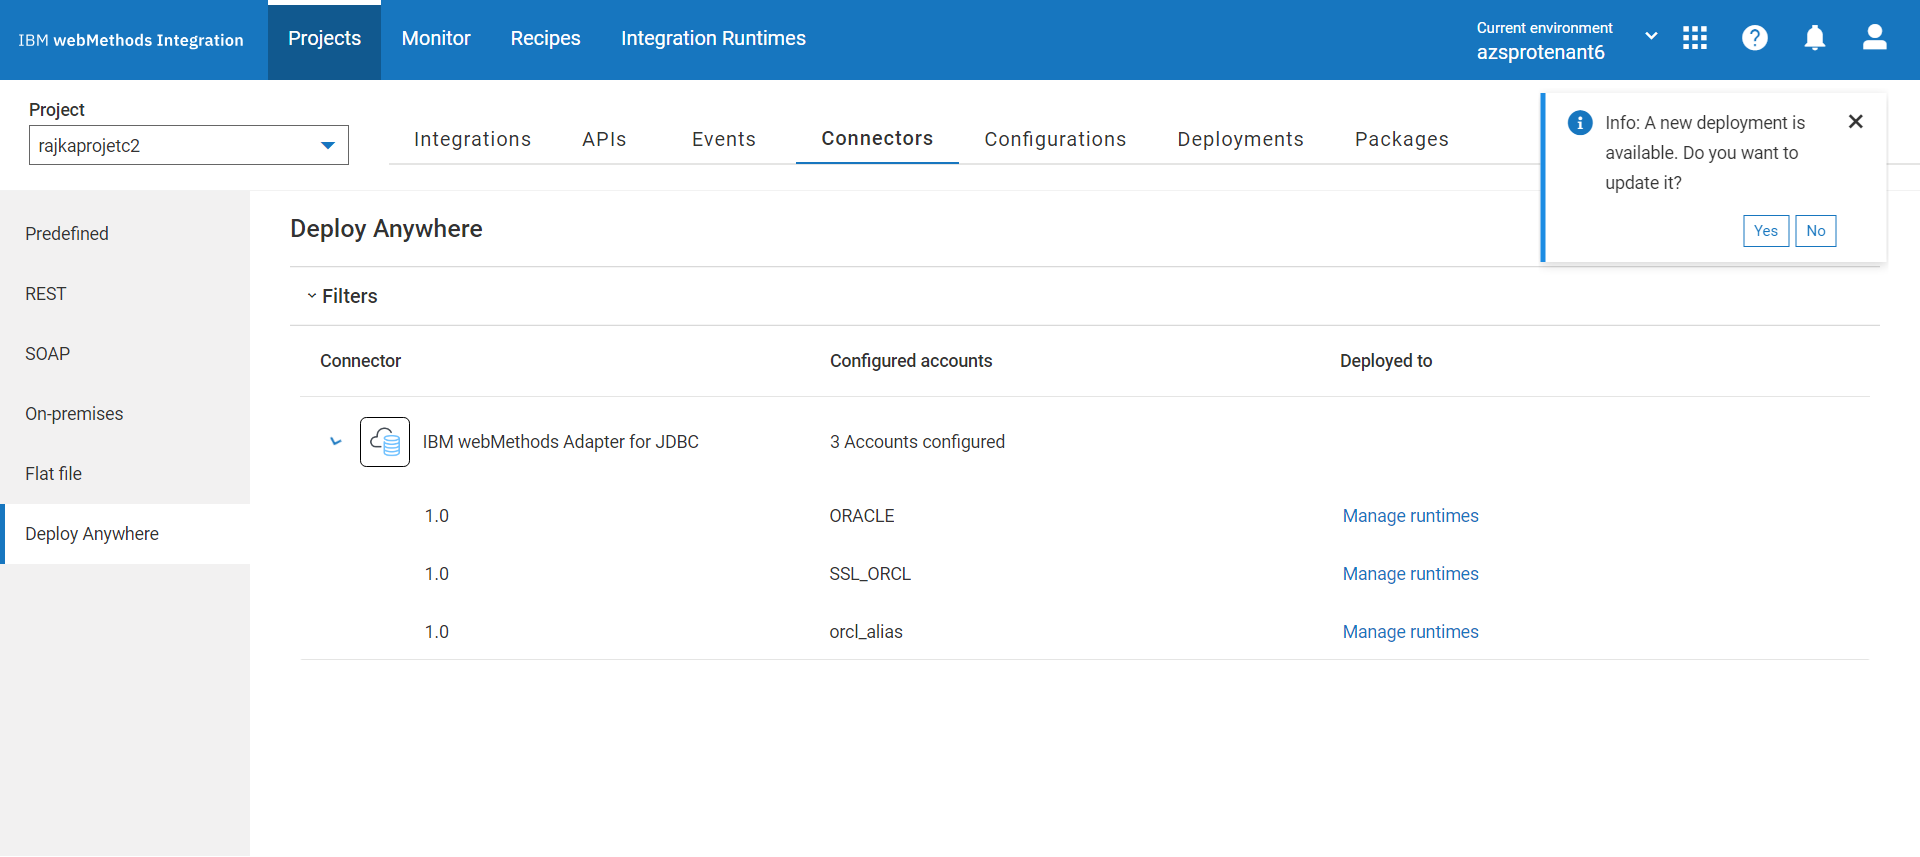 IBM webMethods Integration
Projects
Monitor
Recipes
Integration Runtimes
Current environment
azsprotenant6
Project
rajkaprojetc2
Integrations
APIs
Events
Connectors
Configurations
Deployments
Packages
Info: A new deployment is
available. Do you want to
update it?
Yes
No
Predefined
REST
SOAP
On-premises
Flat file
Deploy Anywhere
Deploy Anywhere
Filters
Connector
Configured accounts
Deployed to
IBM webMethods Adapter for JDBC
3 Accounts configured
1.0
ORACLE
Manage runtimes
1.0
SSL_ORCL
Manage runtimes
1.0
orcl_alias
Manage runtimes